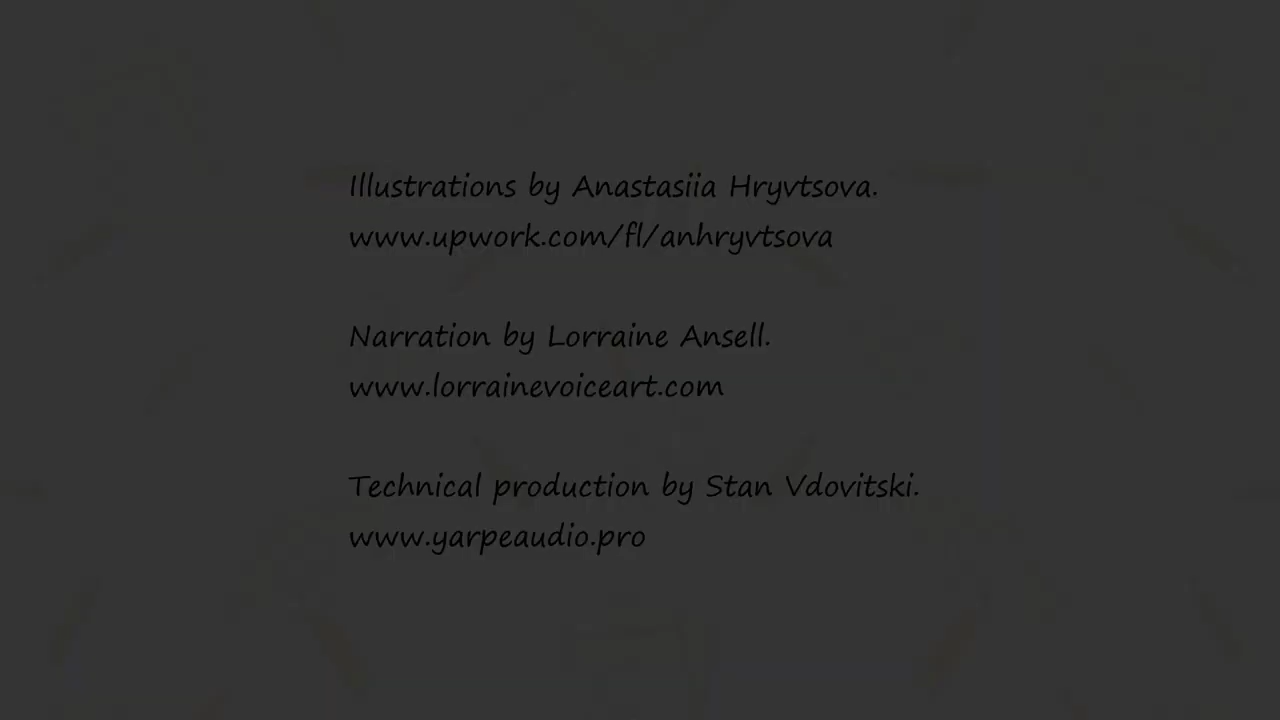 Illustrations by Anastasiia Hryvtsova.
www.upwork.com/fl/anhryvtsova
Narration by Lorraine Ansell.
www.lorrainevoiceart.com
Technical production by Stan Vdovitski.
www.yarpeaudio.pro